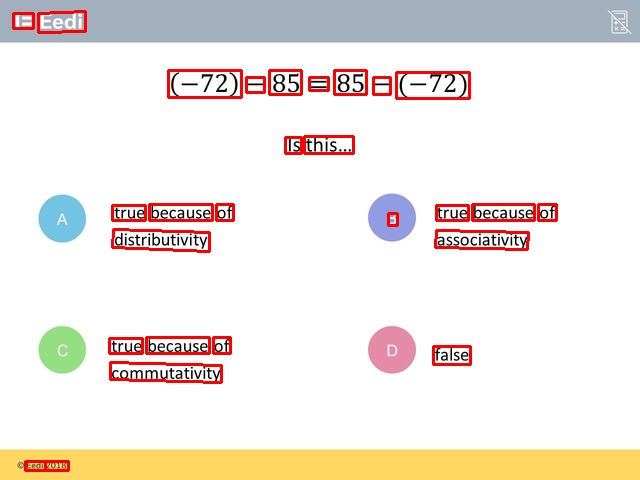 Eedi
(−72) − 85 = 85 − (−72)
Is this...
A true because of distributivity
B true because of associativity
C true because of commutativity
D false
© Eedi 2018